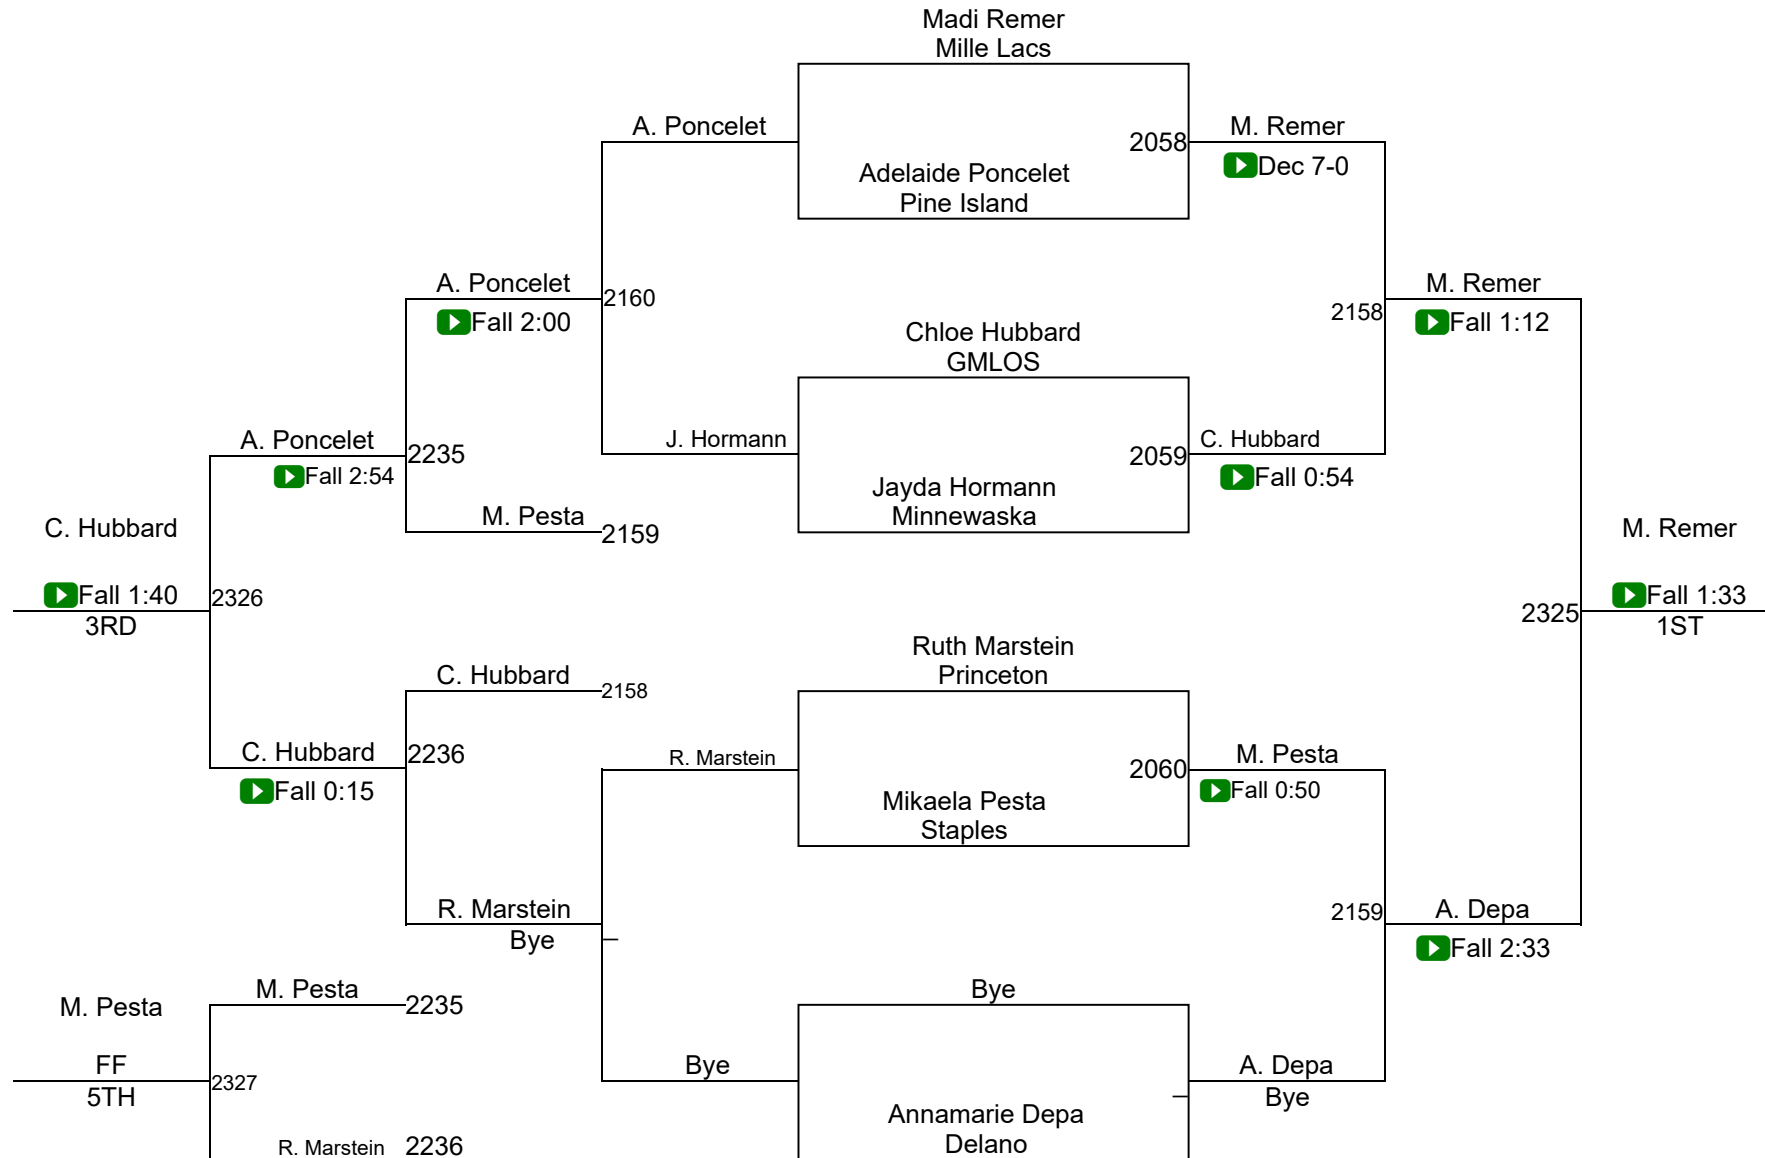 Madi Remer
Mille Lacs
A. Poncelet
2058
M. Remer
Dec 7-0
Adelaide Poncelet
Pine Island
A. Poncelet
2160
Fall 2:00
M. Remer
2158
Fall 1:12
Chloe Hubbard
GMLOS
A. Poncelet
2235
Fall 2:54
J. Hormann
2059
C. Hubbard
Fall 0:54
Jayda Hormann
Minnewaska
M. Pesta
2159
C. Hubbard
Fall 1:40
2326
3RD
M. Remer
2325
Fall 1:33
1ST
Ruth Marstein
Princeton
C. Hubbard
2158
C. Hubbard
2236
Fall 0:15
R. Marstein
2060
M. Pesta
Fall 0:50
Mikaela Pesta
Staples
R. Marstein
Bye
2159
A. Depa
Fall 2:33
M. Pesta
2235
Bye
M. Pesta
FF
2327
5TH
Bye
A. Depa
Bye
R. Marstein
2236
Annamarie Depa
Delano